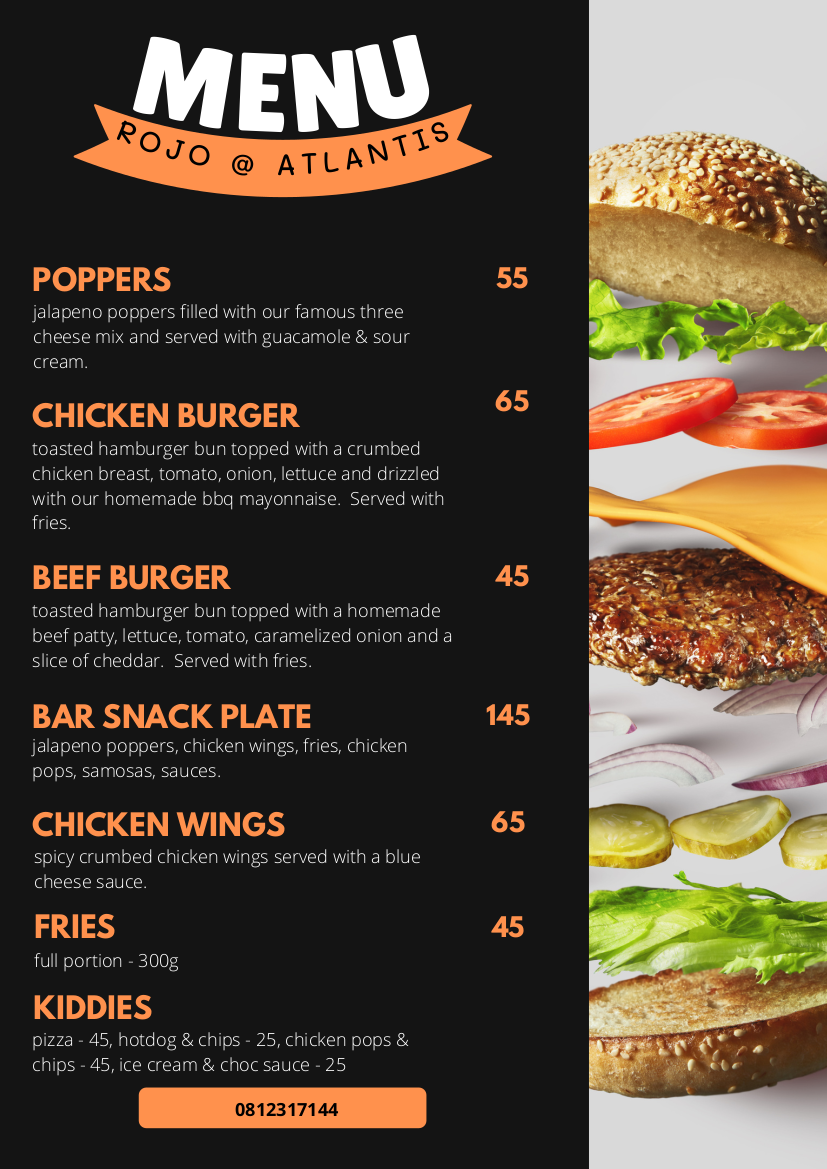 MENU
ROJO @ ATLANTIS
POPPERS 55
jalapeno poppers filled with our famous three
cheese mix and served with guacamole & sour
cream.
CHICKEN BURGER 65
toasted hamburger bun topped with a crumbed
chicken breast, tomato, onion, lettuce and drizzled
with our homemade bbq mayonnaise.  Served with
fries.
BEEF BURGER 45
toasted hamburger bun topped with a homemade
beef patty, lettuce, tomato, caramelized onion and a
slice of cheddar.  Served with fries.
BAR SNACK PLATE 145
jalapeno poppers, chicken wings, fries, chicken
pops, samosas, sauces.
CHICKEN WINGS 65
spicy crumbed chicken wings served with a blue
cheese sauce.
FRIES 45
full portion - 300g
KIDDIES
pizza - 45, hotdog & chips - 25, chicken pops &
chips - 45, ice cream & choc sauce - 25
0812317144